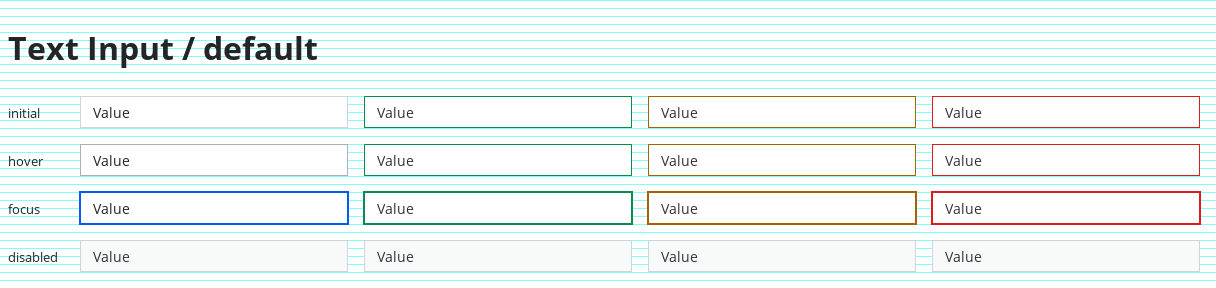 Text Input / default
initial Value Value Value Value
hover Value Value Value Value
focus Value Value Value Value
disabled Value Value Value Value